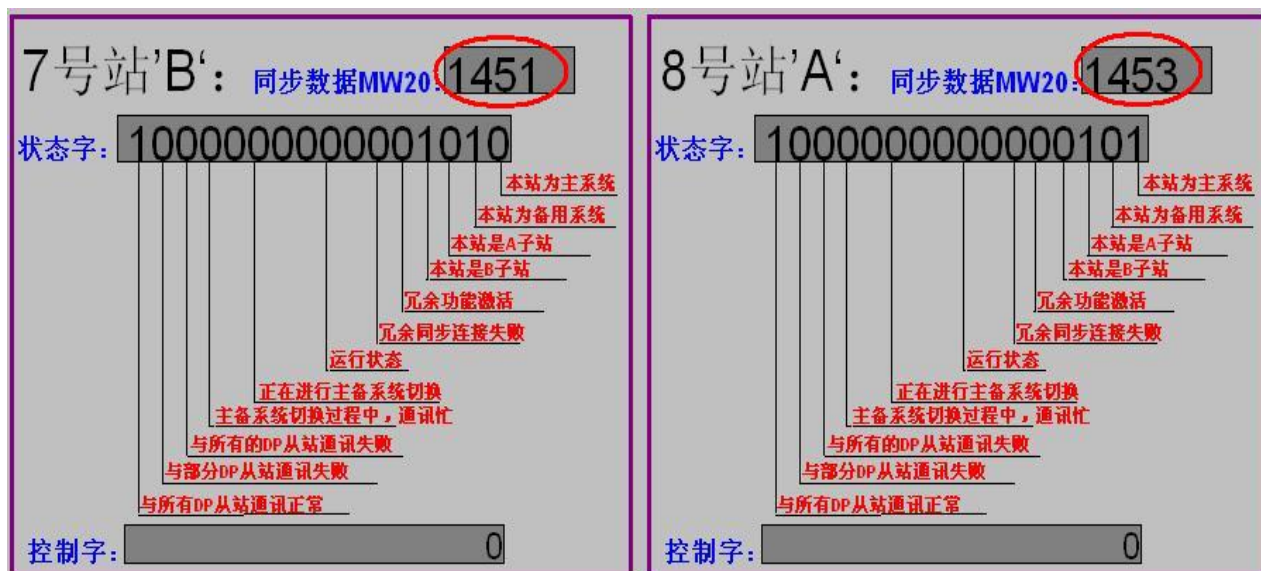 7号站'B‘： 同步数据MW20: 1451
状态字： 1000000000001010
本站为主系统
本站为备用系统
本站是A子站
本站是B子站
冗余功能激活
冗余同步连接失败
运行状态
正在进行主备系统切换
主备系统切换过程中，通讯忙
与所有的DP从站通讯失败
与部分DP从站通讯失败
与所有DP从站通讯正常
控制字： 0
8号站'A‘： 同步数据MW20: 1453
状态字： 1000000000000101
本站为主系统
本站为备用系统
本站是A子站
本站是B子站
冗余功能激活
冗余同步连接失败
运行状态
正在进行主备系统切换
主备系统切换过程中，通讯忙
与所有的DP从站通讯失败
与部分DP从站通讯失败
与所有DP从站通讯正常
控制字： 0